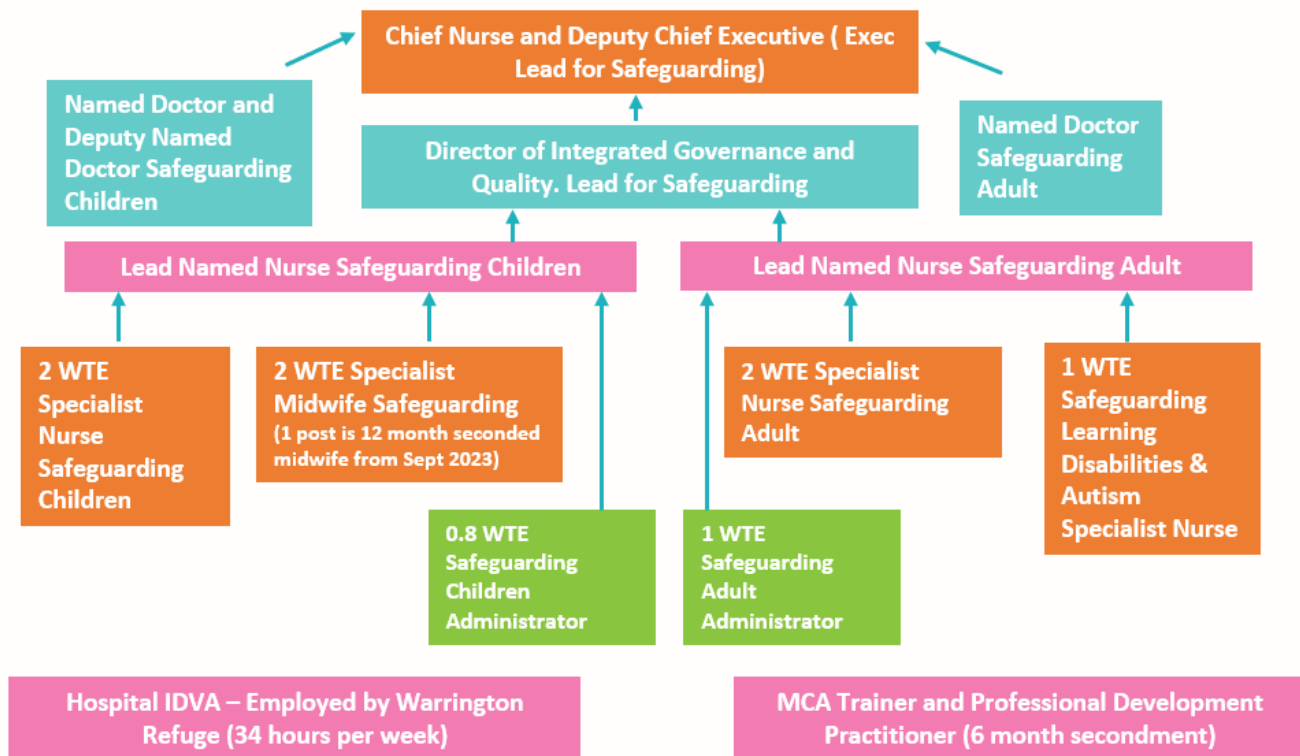 Chief Nurse and Deputy Chief Executive ( Exec
Lead for Safeguarding)
Named Doctor and
Deputy Named
Doctor Safeguarding
Children
Director of Integrated Governance and
Quality. Lead for Safeguarding
Named Doctor
Safeguarding
Adult
Lead Named Nurse Safeguarding Children
Lead Named Nurse Safeguarding Adult
2 WTE
Specialist
Nurse
Safeguarding
Children
2 WTE Specialist
Midwife Safeguarding
(1 post is 12 month seconded
midwife from Sept 2023)
2 WTE Specialist
Nurse Safeguarding
Adult
1 WTE
Safeguarding
Learning
Disabilities &
Autism
Specialist Nurse
0.8 WTE
Safeguarding
Children
Administrator
1 WTE
Safeguarding
Adult
Administrator
Hospital IDVA – Employed by Warrington
Refuge (34 hours per week)
MCA Trainer and Professional Development
Practitioner (6 month secondment)